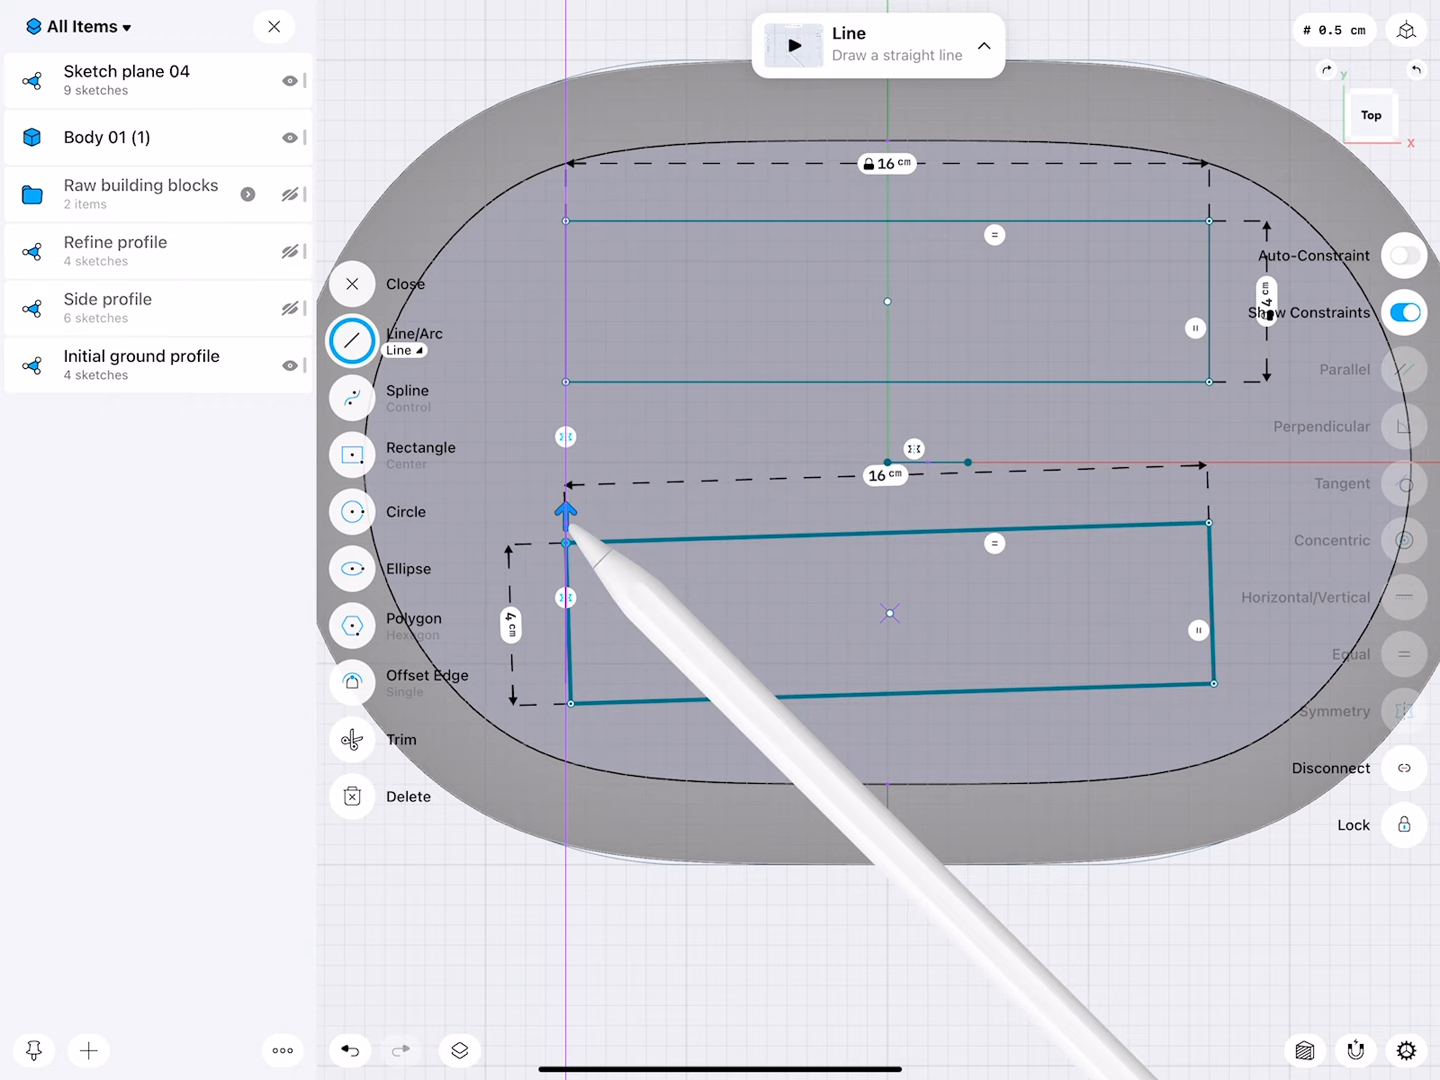 All Items
Sketch plane 04
9 sketches
Body 01 (1)
Raw building blocks
2 items
Refine profile
4 sketches
Side profile
6 sketches
Initial ground profile
4 sketches
Close
Line/Arc
Line
Spline
Control
Rectangle
Center
Circle
Ellipse
Polygon
Hexagon
Offset Edge
Single
Trim
Delete
Line
Draw a straight line
# 0.5 cm
y
Top
x
16 cm
4 cm
16 cm
4 cm
Auto-Constraint
Show Constraints
Parallel
Perpendicular
Tangent
Concentric
Horizontal/Vertical
Equal
Symmetry
Disconnect
Lock